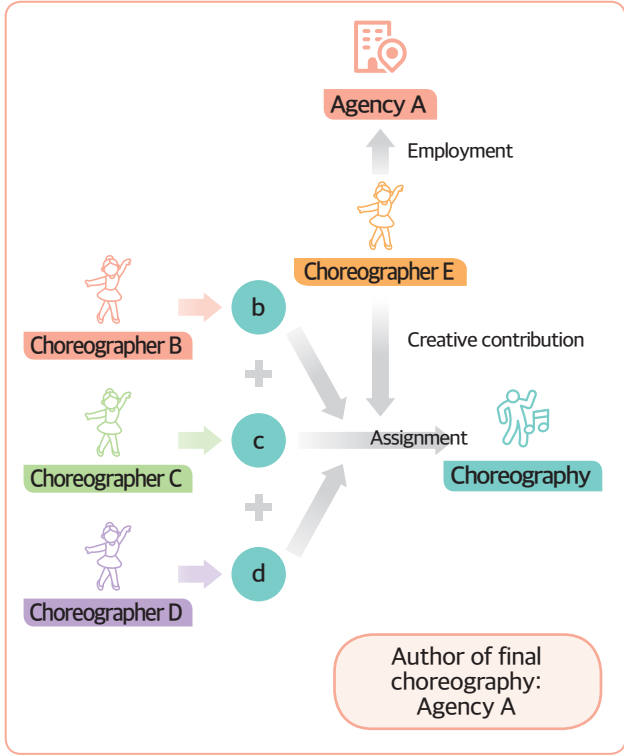 Agency A
Employment
Choreographer E
Choreographer B
b
Creative contribution
Choreographer C
c
Assignment
Choreography
Choreographer D
d
Author of final
choreography:
Agency A